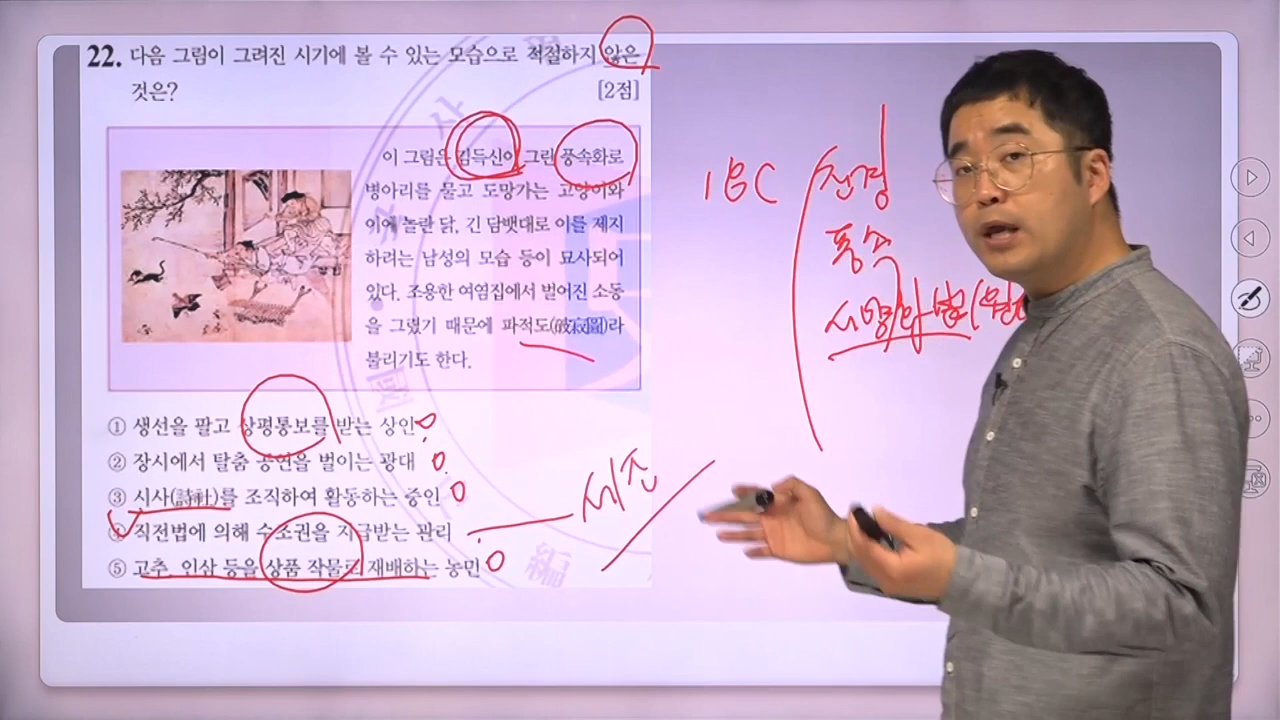 22. 다음 그림이 그려진 시기에 볼 수 있는 모습으로 적절하지 않은
것은? [2점]
이 그림은 김득신이 그린 풍속화로
병아리를 물고 도망가는 고양이와
이에 놀란 닭, 긴 담뱃대로 이를 제지
하려는 남성의 모습 등이 묘사되어
있다. 조용한 여염집에서 벌어진 소동
을 그렸기 때문에 파적도(破寂圖)라
불리기도 한다.
① 생선을 팔고 상평통보를 받는 상인
② 장시에서 탈춤 공연을 벌이는 광대
③ 시사(詩社)를 조직하여 활동하는 중인
④ 직전법에 의해 수조권을 지급받는 관리
⑤ 고추, 인삼 등을 상품 작물로 재배하는 농민
세조
18C
진경
풍속